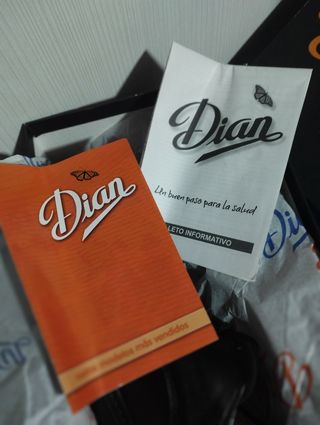 Dian
Un buen paso para la salud
LETO INFORMATIVO
Dian
modelos más vendidos